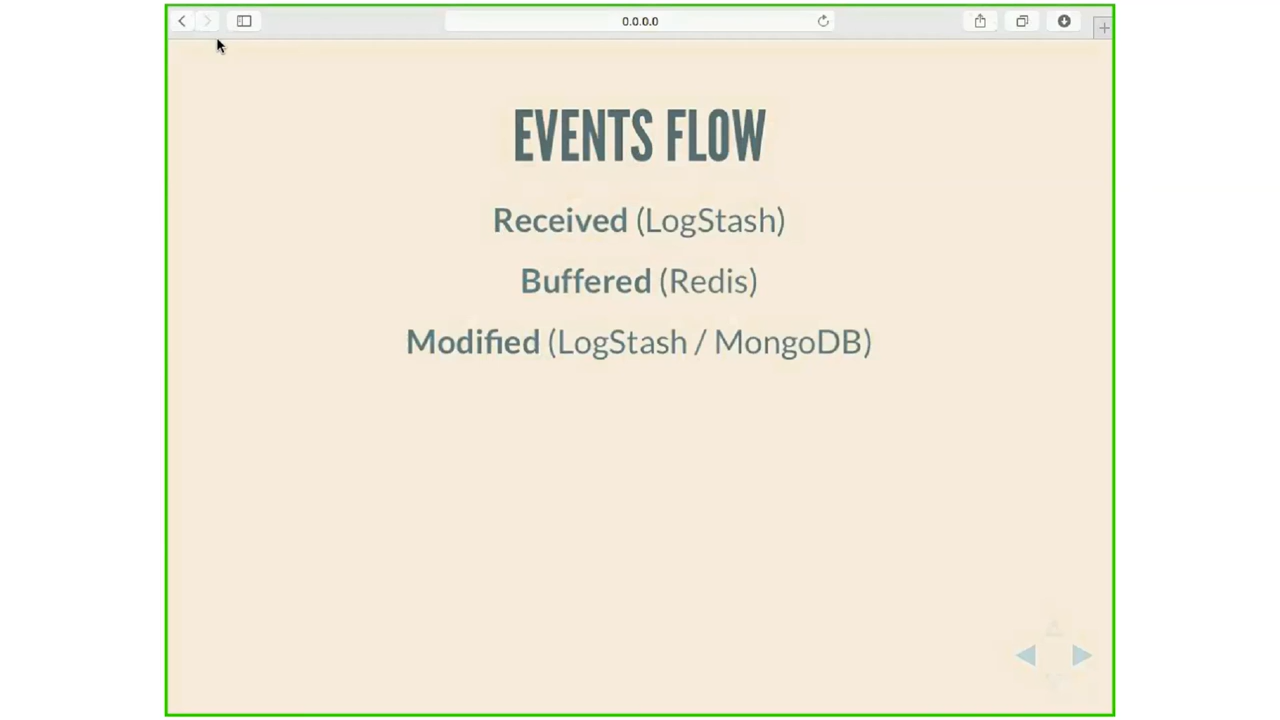 0.0.0.0
EVENTS FLOW
Received (LogStash)
Buffered (Redis)
Modified (LogStash / MongoDB)